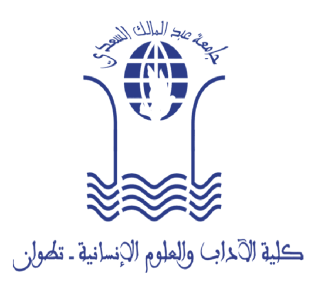 جامعة عبد المالك السعدي
كلية الآداب والعلوم الإنسانية - تطوان